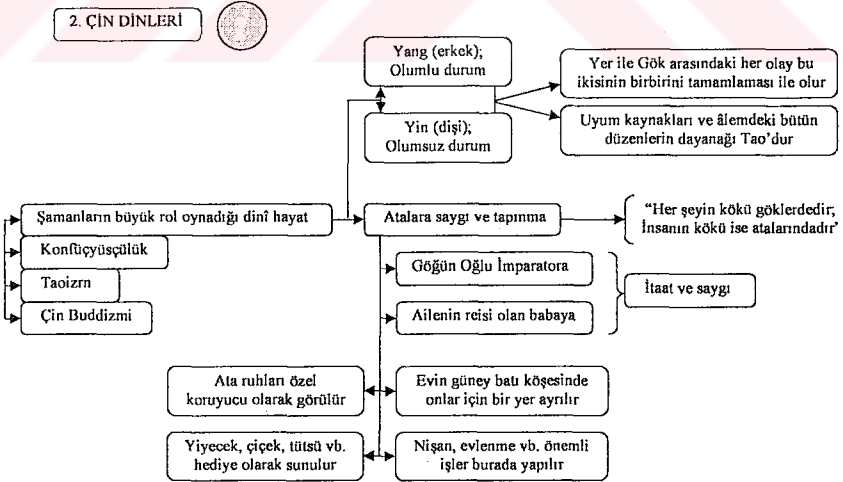 2. ÇİN DİNLERİ
Yang (erkek);
Olumlu durum
Yin (dişi);
Olumsuz durum
Yer ile Gök arasındaki her olay bu
ikisinin birbirini tamamlaması ile olur
Uyum kaynakları ve âlemdeki bütün
düzenlerin dayanağı Tao'dur
Şamanların büyük rol oynadığı dinî hayat
Konfüçyüsçülük
Taoizm
Çin Buddizmi
Atalara saygı ve tapınma
"Her şeyin kökü göklerdedir;
İnsanın kökü ise atalarındadır'
Göğün Oğlu İmparatora
Ailenin reisi olan babaya
İtaat ve saygı
Ata ruhları özel
koruyucu olarak görülür
Evin güney batı köşesinde
onlar için bir yer ayrılır
Yiyecek, çiçek, tütsü vb.
hediye olarak sunulur
Nişan, evlenme vb. önemli
işler burada yapılır